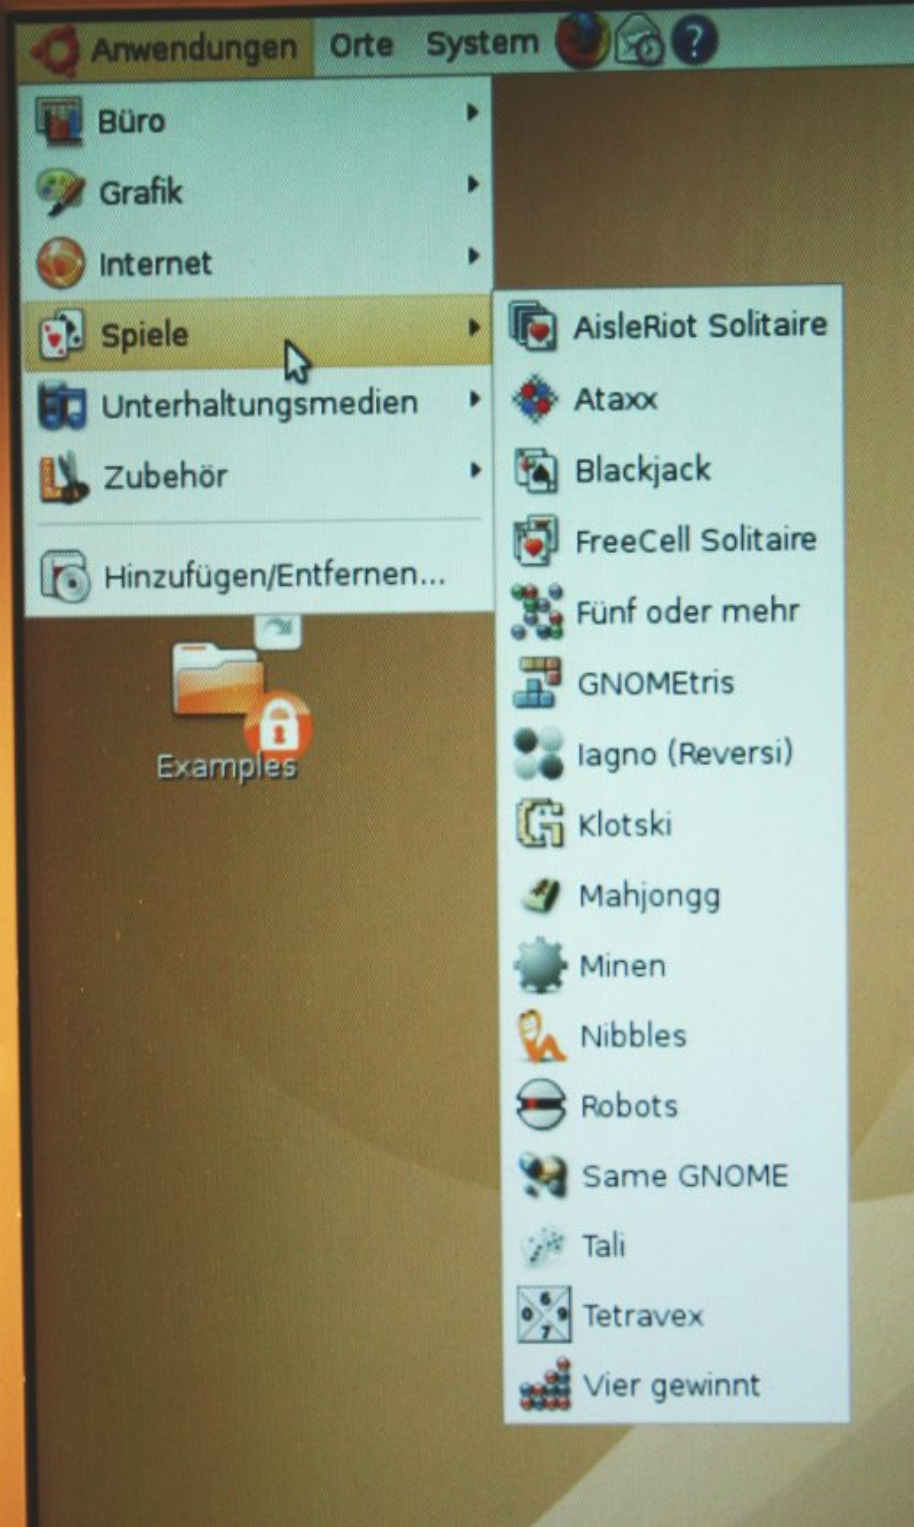 Anwendungen Orte System
Büro
Grafik
Internet
Spiele
Unterhaltungsmedien
Zubehör
Hinzufügen/Entfernen...
Examples
AisleRiot Solitaire
Ataxx
Blackjack
FreeCell Solitaire
Fünf oder mehr
GNOMEtris
Iagno (Reversi)
Klotski
Mahjongg
Minen
Nibbles
Robots
Same GNOME
Tali
Tetravex
Vier gewinnt